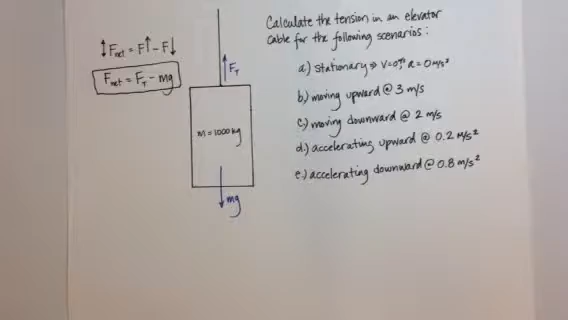 Calculate the tension in an elevator
cable for the following scenarios:
↕Fnet = F↑ - F↓
Fnet = FT - mg
FT
a.) stationary → v=0 m/s a = 0 m/s²
b.) moving upward @ 3 m/s
c.) moving downward @ 2 m/s
d.) accelerating upward @ 0.2 m/s²
e.) accelerating downward @ 0.8 m/s²
m = 1000 kg
mg